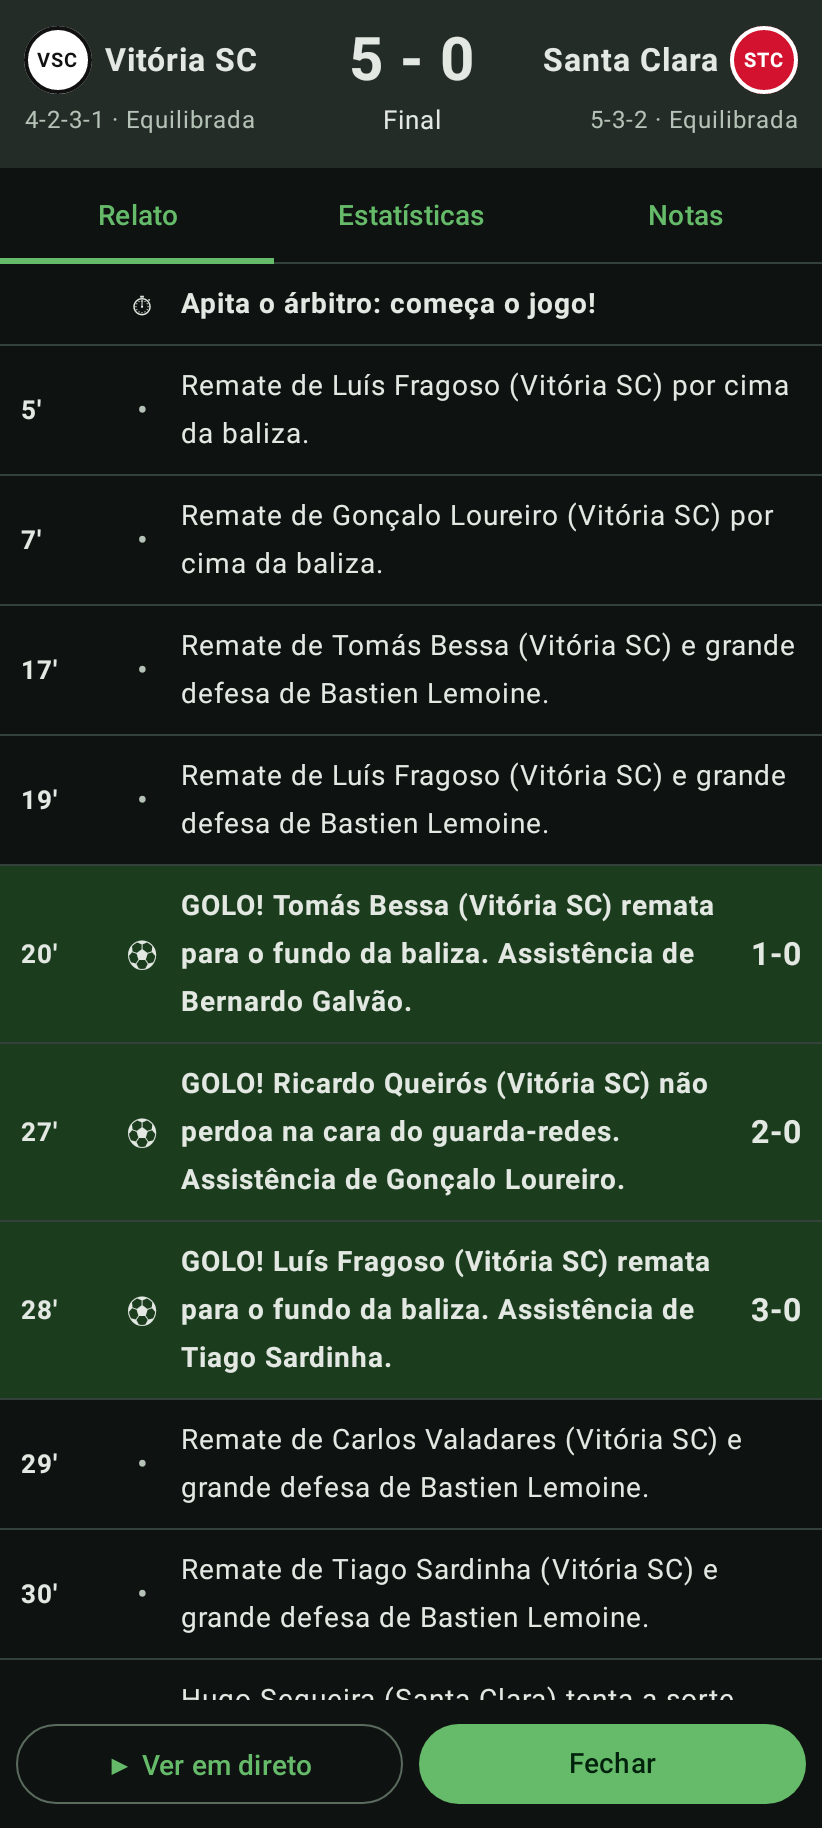 VSC Vitória SC 5 - 0 Santa Clara STC
4-2-3-1 · Equilibrada Final 5-3-2 · Equilibrada
Relato Estatísticas Notas
Apita o árbitro: começa o jogo!
5' • Remate de Luís Fragoso (Vitória SC) por cima
da baliza.
7' • Remate de Gonçalo Loureiro (Vitória SC) por
cima da baliza.
17' • Remate de Tomás Bessa (Vitória SC) e grande
defesa de Bastien Lemoine.
19' • Remate de Luís Fragoso (Vitória SC) e grande
defesa de Bastien Lemoine.
GOLO! Tomás Bessa (Vitória SC) remata
20' para o fundo da baliza. Assistência de 1-0
Bernardo Galvão.
GOLO! Ricardo Queirós (Vitória SC) não
27' perdoa na cara do guarda-redes. 2-0
Assistência de Gonçalo Loureiro.
GOLO! Luís Fragoso (Vitória SC) remata
28' para o fundo da baliza. Assistência de 3-0
Tiago Sardinha.
29' • Remate de Carlos Valadares (Vitória SC) e
grande defesa de Bastien Lemoine.
30' • Remate de Tiago Sardinha (Vitória SC) e
grande defesa de Bastien Lemoine.
Hugo Sequeira (Santa Clara) tenta a sorte
► Ver em direto Fechar